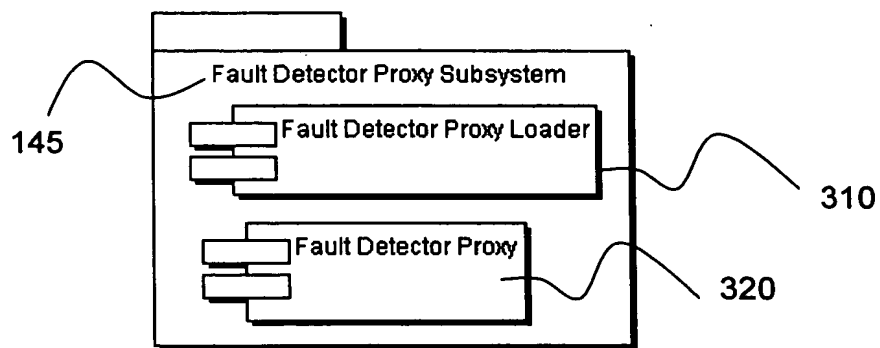 Fault Detector Proxy Subsystem
145
Fault Detector Proxy Loader
310
Fault Detector Proxy
320